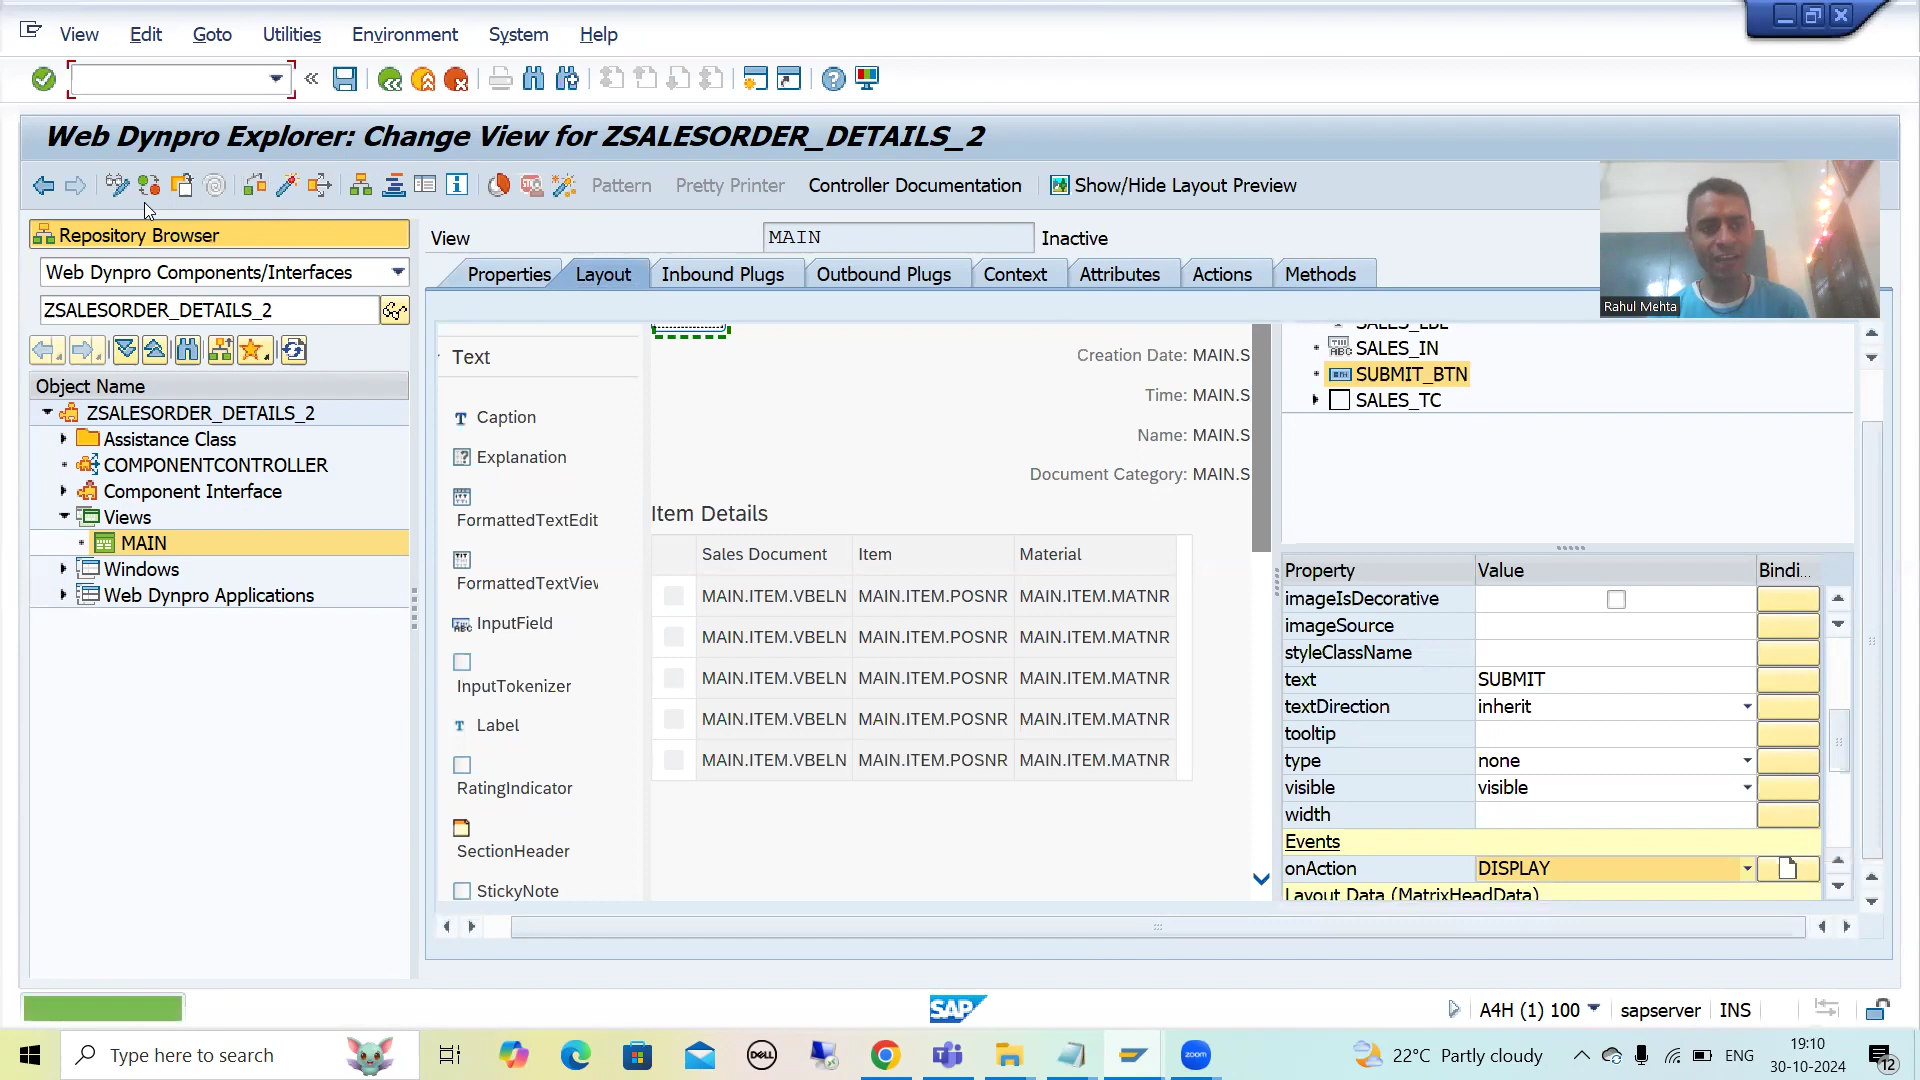 View Edit Goto Utilities Environment System Help
Web Dynpro Explorer: Change View for ZSALESORDER_DETAILS_2
Pattern Pretty Printer Controller Documentation Show/Hide Layout Preview
Repository Browser
Web Dynpro Components/Interfaces
ZSALESORDER_DETAILS_2
Object Name
ZSALESORDER_DETAILS_2
Assistance Class
COMPONENTCONTROLLER
Component Interface
Views
MAIN
Windows
Web Dynpro Applications
View MAIN Inactive
Properties Layout Inbound Plugs Outbound Plugs Context Attributes Actions Methods
Text
Caption
Explanation
FormattedTextEdit
FormattedTextView
InputField
InputTokenizer
Label
RatingIndicator
SectionHeader
StickyNote
Creation Date: MAIN.S
Time: MAIN.S
Name: MAIN.S
Document Category: MAIN.S
Item Details
Sales Document Item Material
MAIN.ITEM.VBELN MAIN.ITEM.POSNR MAIN.ITEM.MATNR
MAIN.ITEM.VBELN MAIN.ITEM.POSNR MAIN.ITEM.MATNR
MAIN.ITEM.VBELN MAIN.ITEM.POSNR MAIN.ITEM.MATNR
MAIN.ITEM.VBELN MAIN.ITEM.POSNR MAIN.ITEM.MATNR
MAIN.ITEM.VBELN MAIN.ITEM.POSNR MAIN.ITEM.MATNR
Rahul Mehta
SALES_LBL
SALES_IN
SUBMIT_BTN
SALES_TC
Property Value Bindi...
imageIsDecorative
imageSource
styleClassName
text SUBMIT
textDirection inherit
tooltip
type none
visible visible
width
Events
onAction DISPLAY
Layout Data (MatrixHeadData)
SAP
A4H (1) 100 sapserver INS
Type here to search
DELL
zoom
22°C Partly cloudy
ENG
19:10
30-10-2024
12